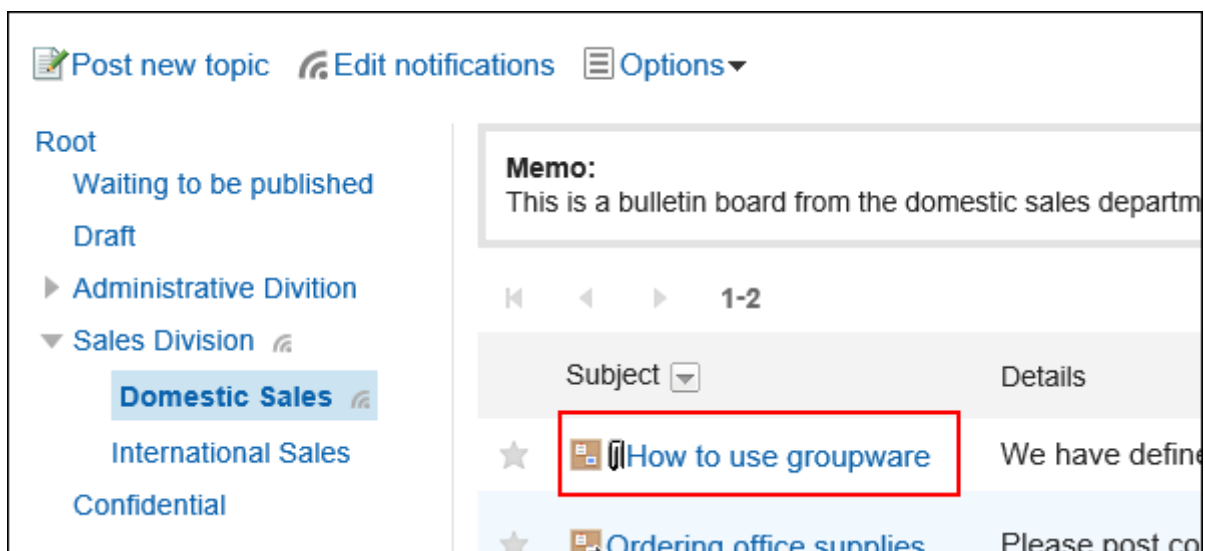 Post new topic Edit notifications Options
Root
Waiting to be published
Draft
Administrative Divition
Sales Division
Domestic Sales
International Sales
Confidential
Memo:
This is a bulletin board from the domestic sales departm
1-2
Subject Details
How to use groupware We have define
Ordering office supplies Please post co